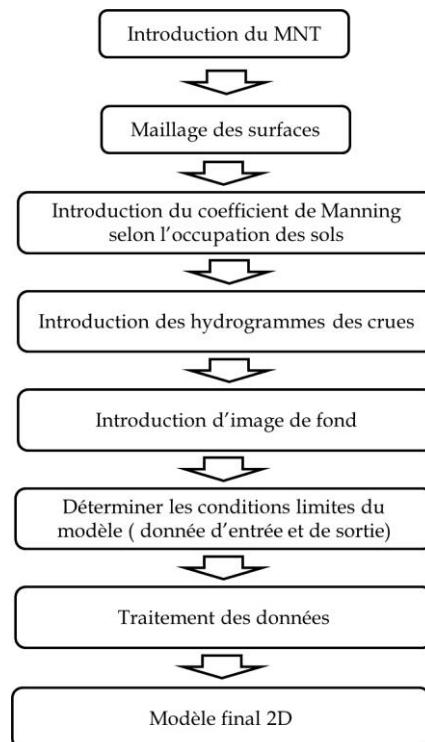 Introduction du MNT
Maillage des surfaces
Introduction du coefficient de Manning
selon l'occupation des sols
Introduction des hydrogrammes des crues
Introduction d'image de fond
Déterminer les conditions limites du
modèle ( donnée d'entrée et de sortie)
Traitement des données
Modèle final 2D